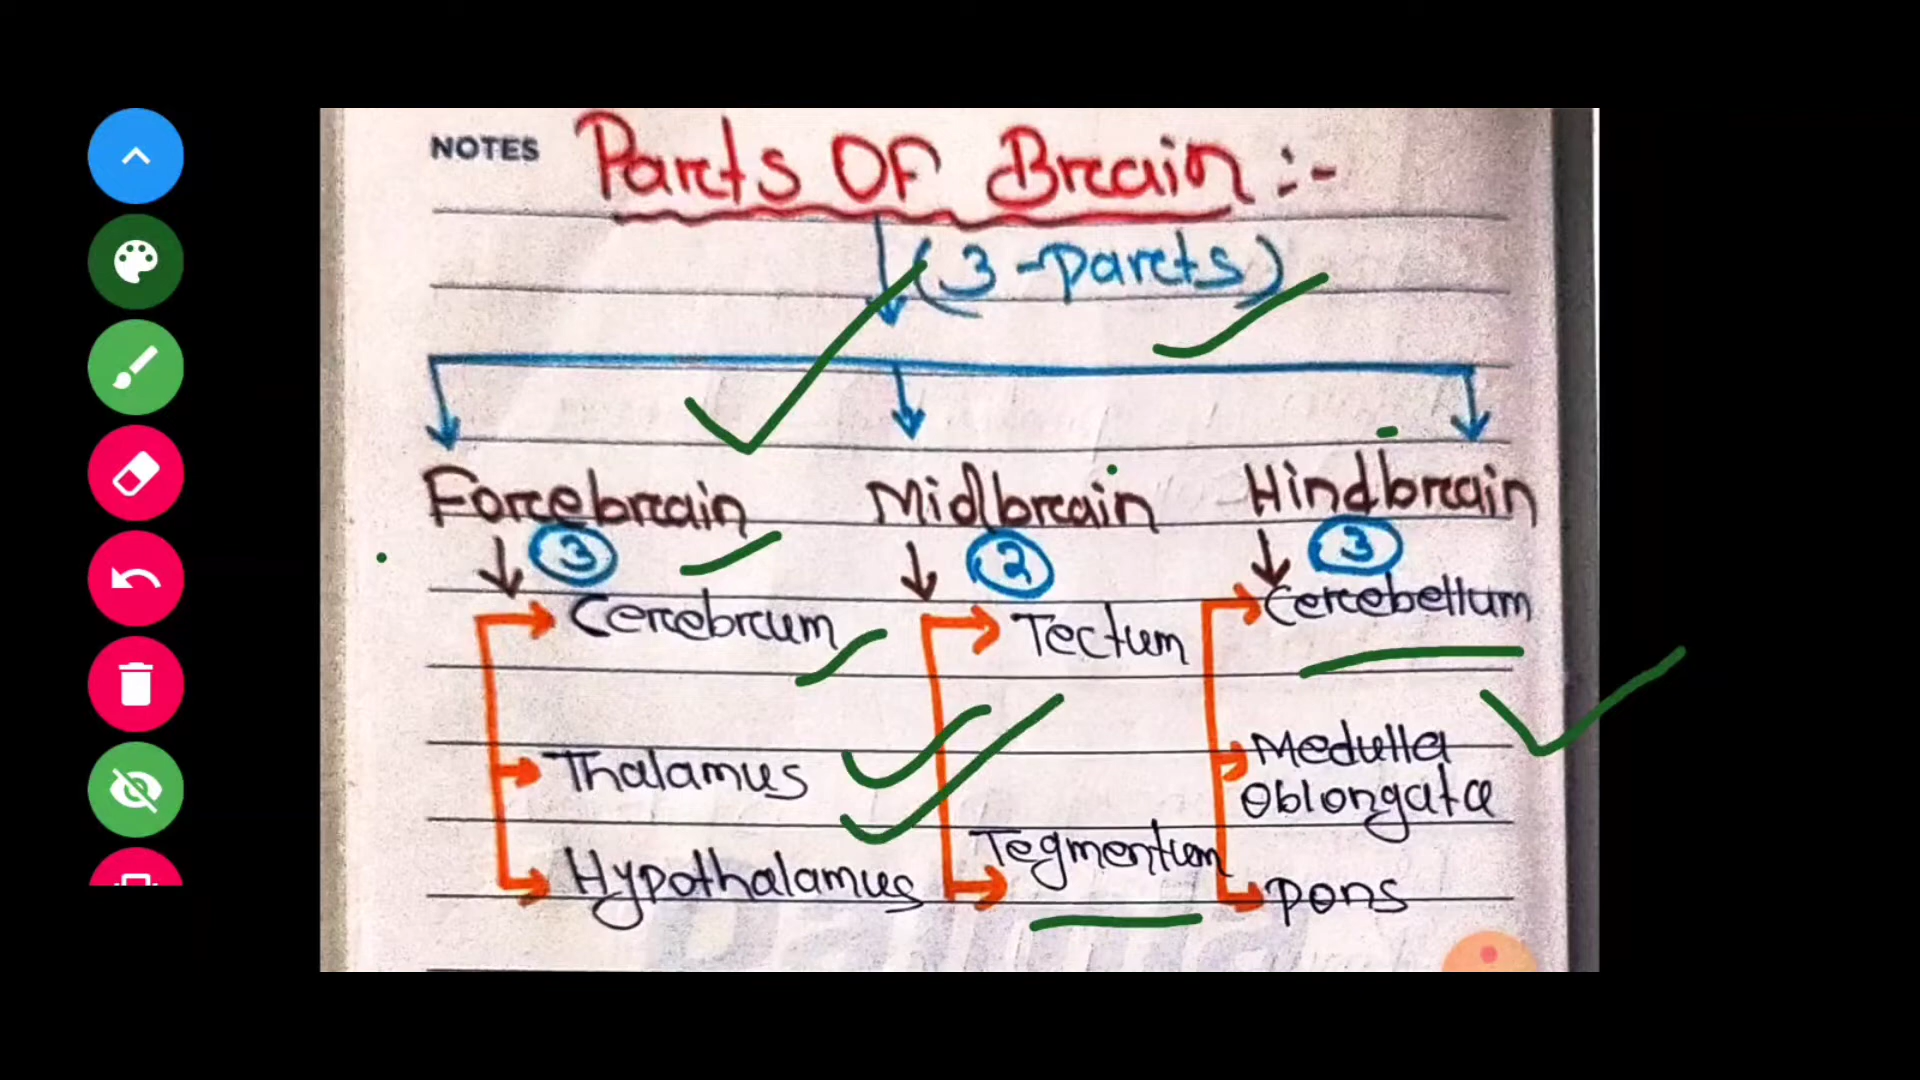 NOTES
Parts OF Brain :-
(3-parts)
Forebrain Midbrain Hindbrain
3 2 3
Cerebrum Tectum Cerebellum
Thalamus Medulla
oblongata
Hypothalamus Tegmentum pons